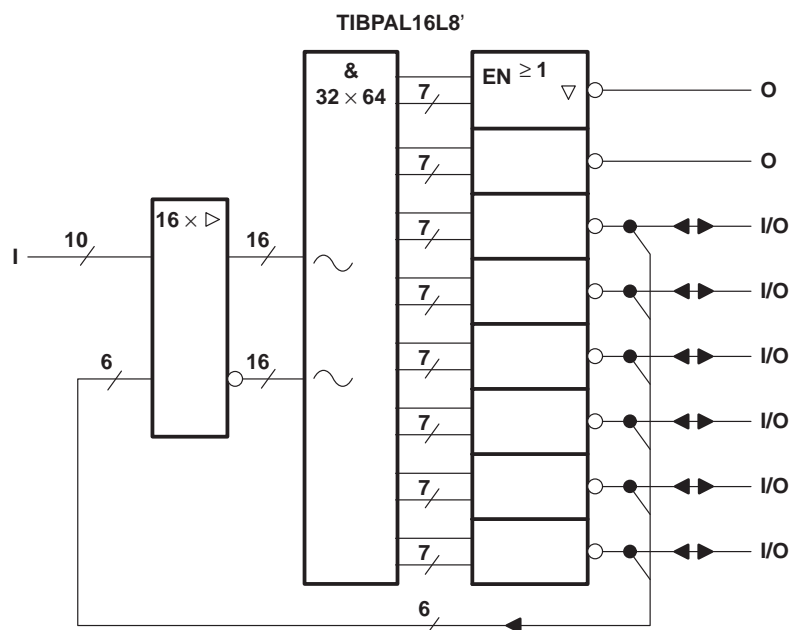 TIBPAL16L8’
&
32 × 64
EN ≥ 1
▽
7
O
7
O
16 × ▷
7
I/O
10
16
I
7
I/O
7
I/O
6
16
7
I/O
7
I/O
7
I/O
6